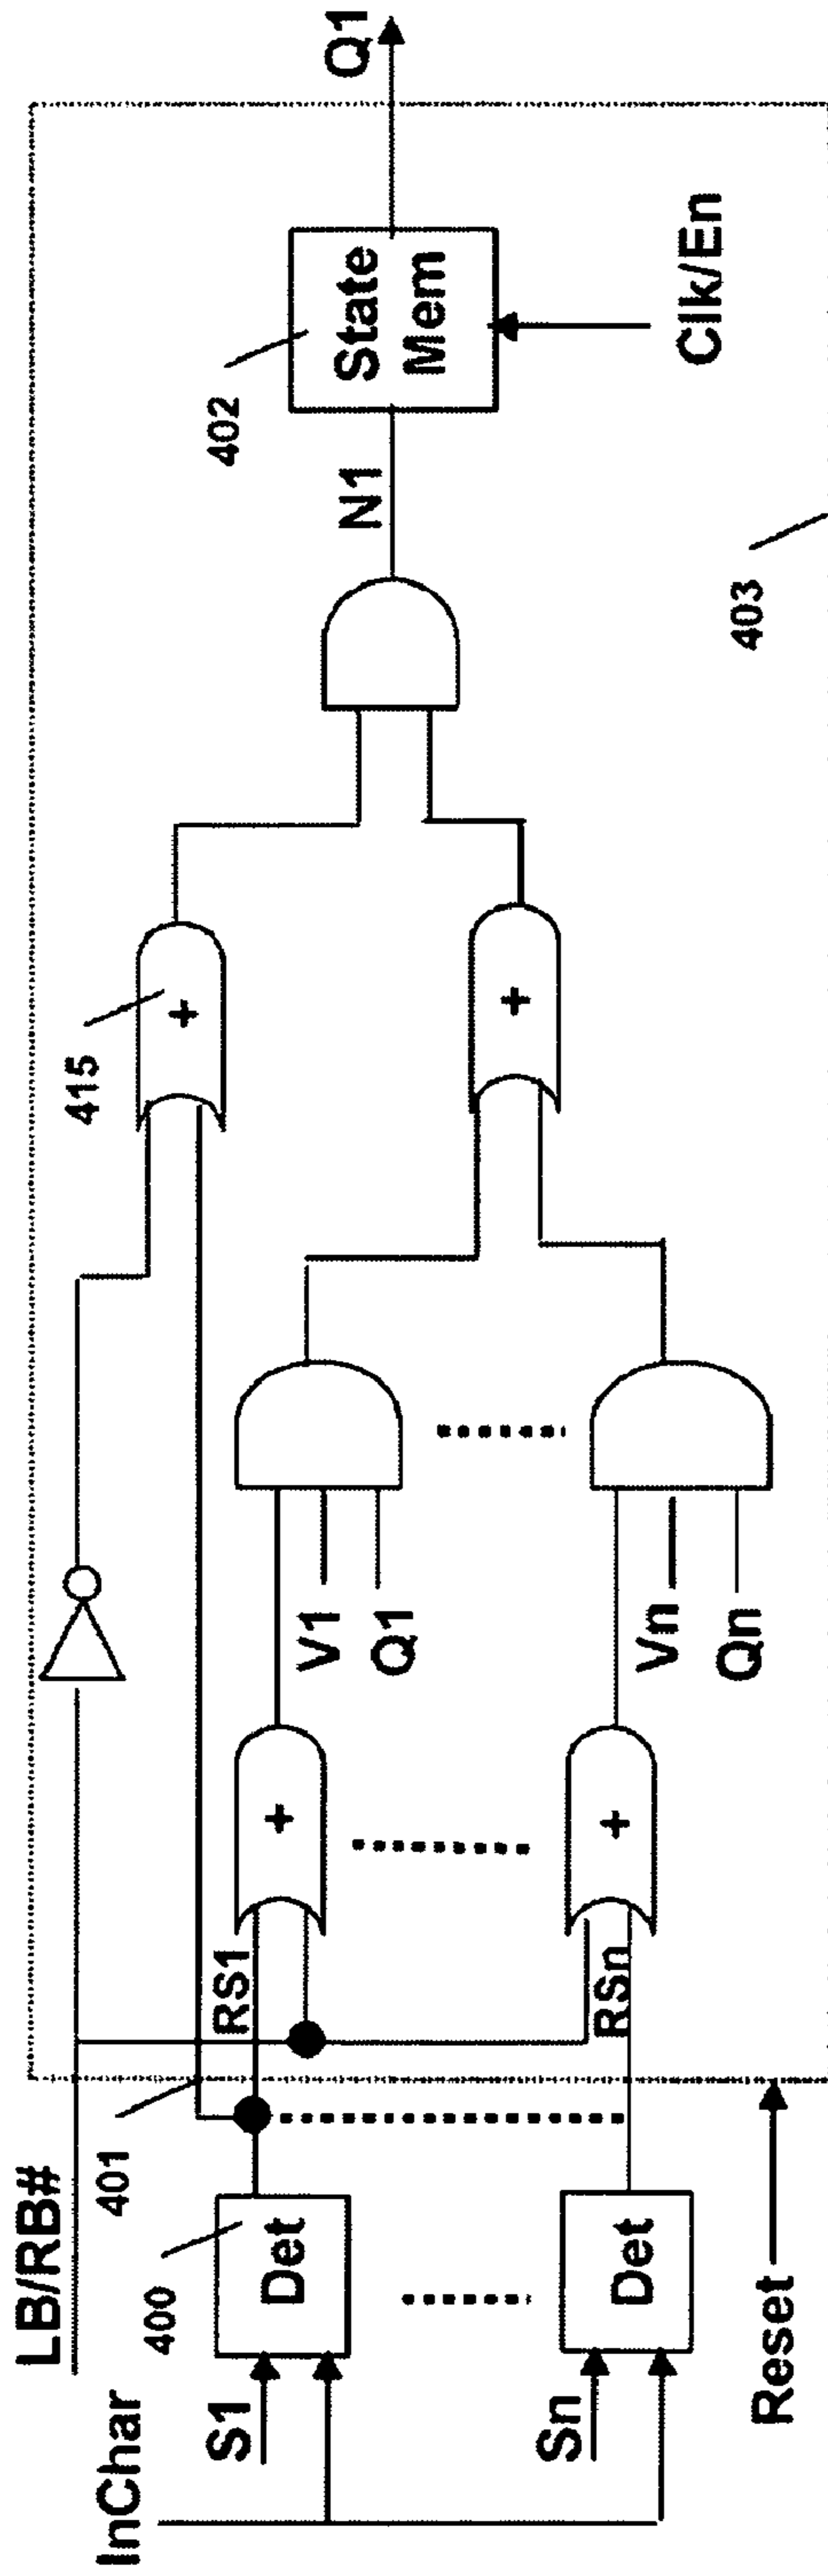 InChar
LB/RB#
S1
400
Det
Sn
Det
Reset
401
RS1
RSn
+
+
V1
Q1
Vn
Qn
415
+
+
N1
402
State
Mem
Clk/En
403
Q1